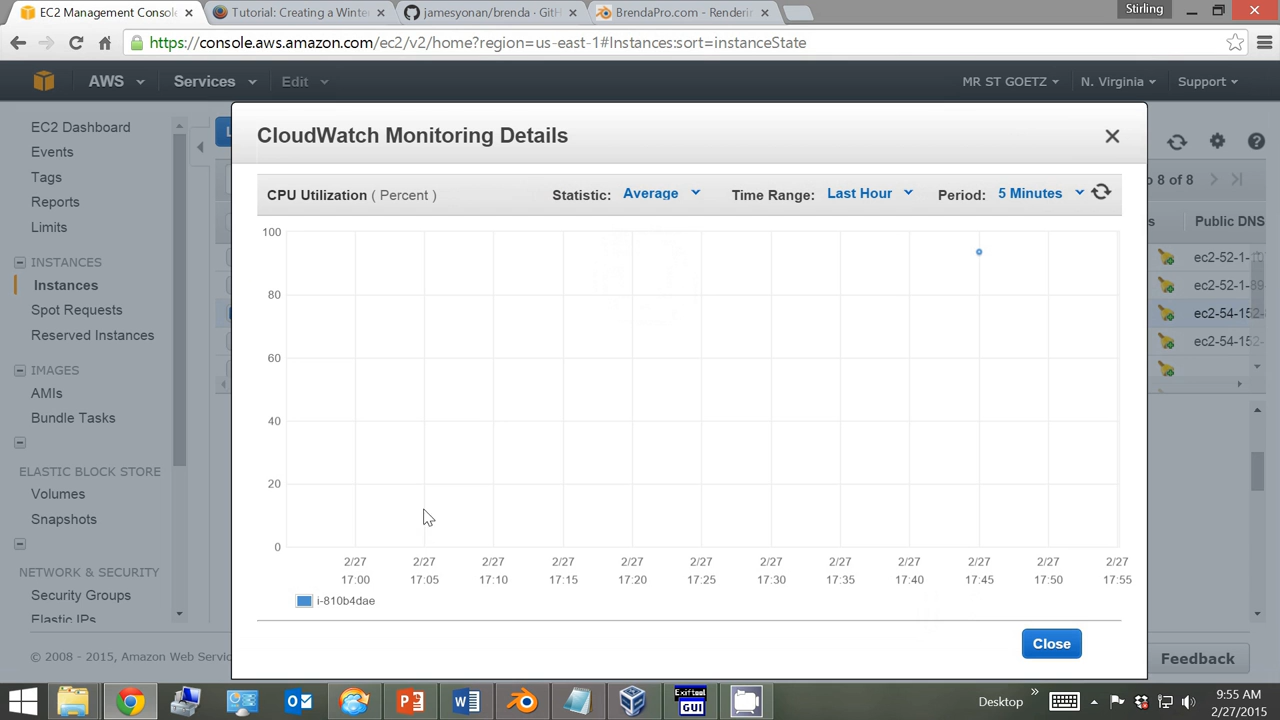 EC2 Management Consol
Tutorial: Creating a Winte
jamesyonan/brenda · GitH
BrendaPro.com - Renderin
Stirling
https://console.aws.amazon.com/ec2/v2/home?region=us-east-1#Instances:sort=instanceState
AWS
Services
Edit
MR ST GOETZ
N. Virginia
Support
EC2 Dashboard
Events
Tags
Reports
Limits
INSTANCES
Instances
Spot Requests
Reserved Instances
IMAGES
AMIs
Bundle Tasks
ELASTIC BLOCK STORE
Volumes
Snapshots
NETWORK & SECURITY
Security Groups
Elastic IPs
CloudWatch Monitoring Details
CPU Utilization ( Percent )
Statistic: Average
Time Range: Last Hour
Period: 5 Minutes
100
80
60
40
20
0
2/27 2/27 2/27 2/27 2/27 2/27 2/27 2/27 2/27 2/27 2/27 2/27
17:00 17:05 17:10 17:15 17:20 17:25 17:30 17:35 17:40 17:45 17:50 17:55
i-810b4dae
Close
o 8 of 8
s Public DNS
ec2-52-1-
ec2-52-1-
ec2-54-152-
ec2-54-152-
© 2008 - 2015, Amazon Web Servic
Feedback
Exiftool
GUI
Desktop
9:55 AM
2/27/2015